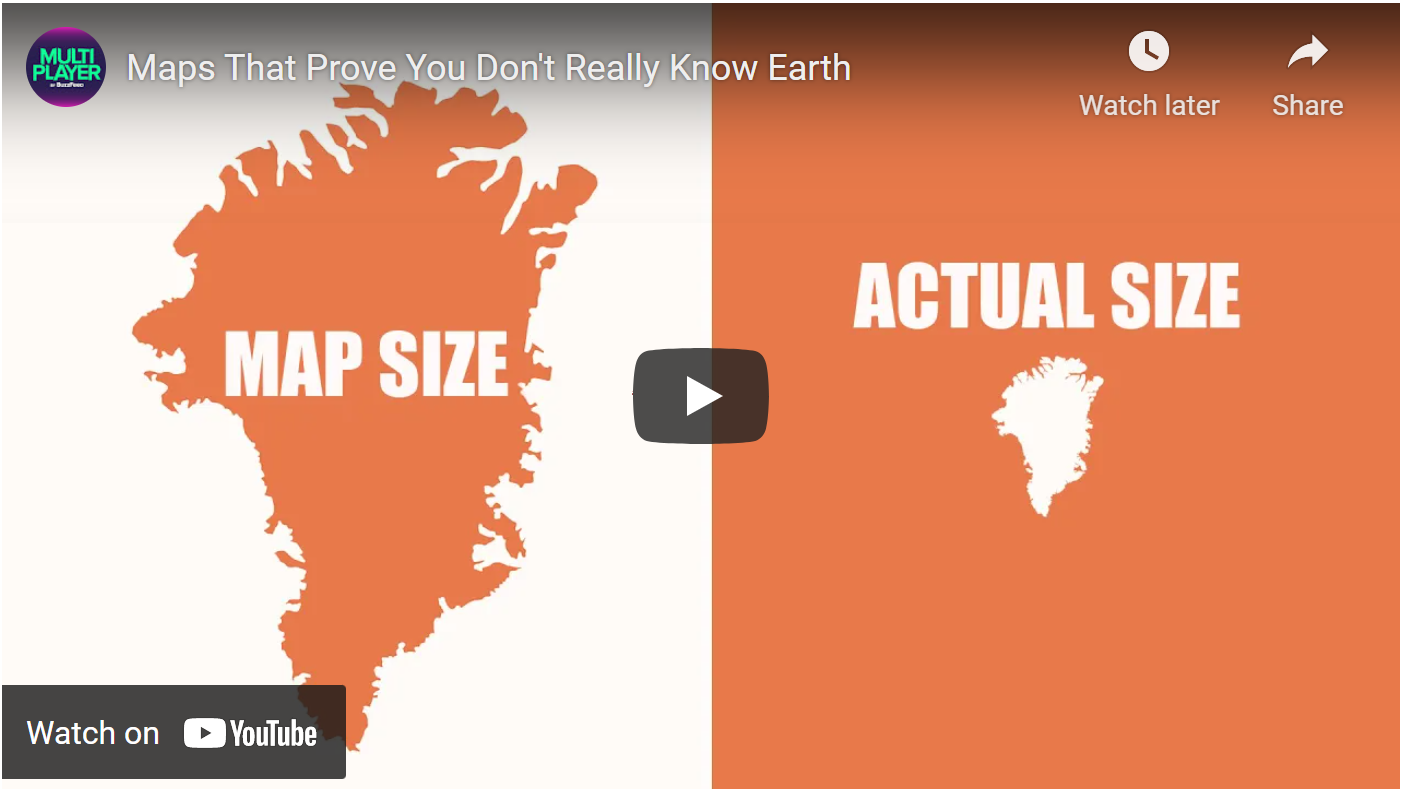 MULTI
PLAYER
BY BUZZFEED
Maps That Prove You Don't Really Know Earth
Watch later
Share
MAP SIZE
ACTUAL SIZE
Watch on YouTube